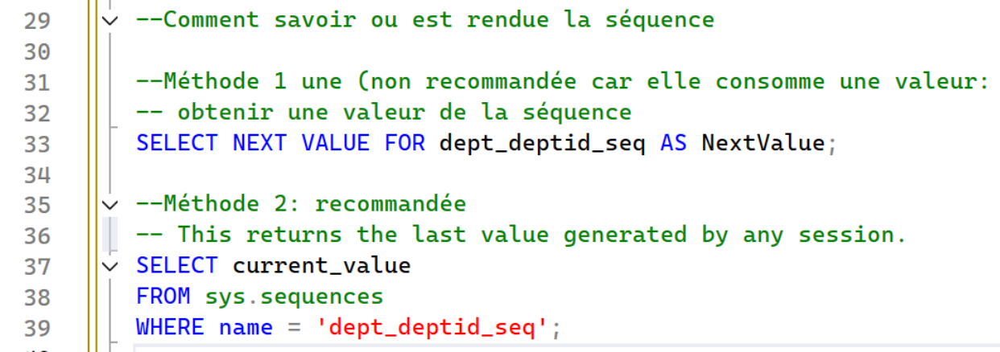 29 --Comment savoir ou est rendue la séquence
30
31 --Méthode 1 une (non recommandée car elle consomme une valeur:
32 -- obtenir une valeur de la séquence
33 SELECT NEXT VALUE FOR dept_deptid_seq AS NextValue;
34
35 --Méthode 2: recommandée
36 -- This returns the last value generated by any session.
37 SELECT current_value
38 FROM sys.sequences
39 WHERE name = 'dept_deptid_seq';